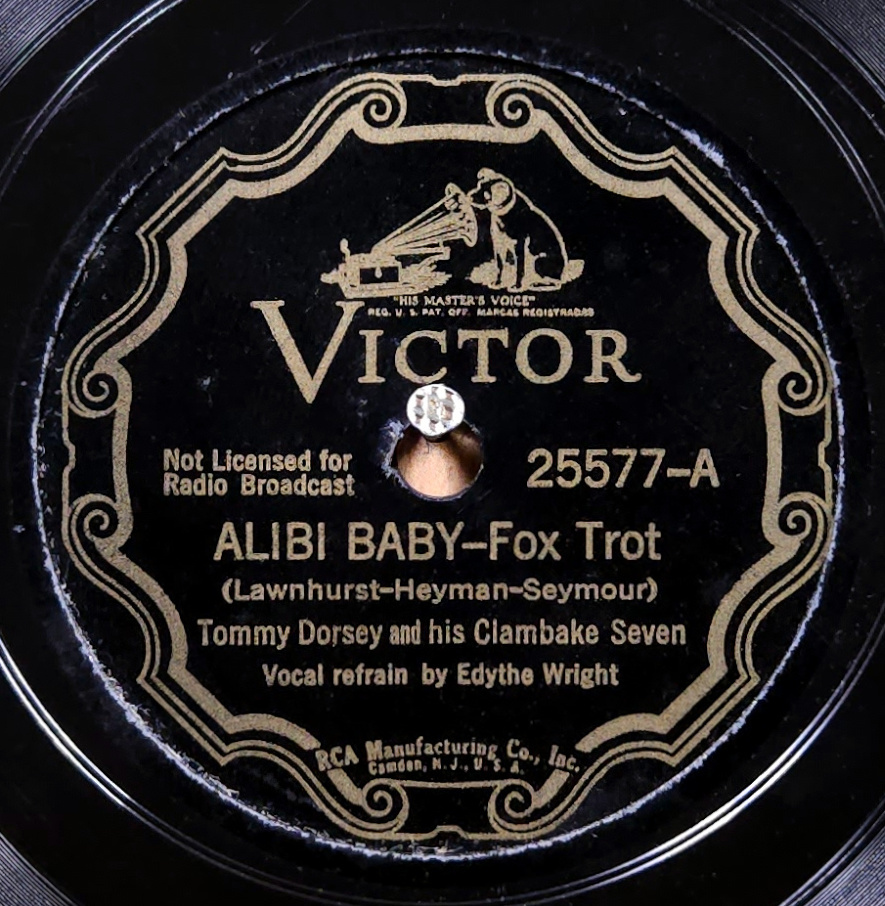 "HIS MASTER'S VOICE"
REG. U. S. PAT. OFF. MARCAS REGISTRADAS
VICTOR
Not Licensed for
Radio Broadcast
25577-A
ALIBI BABY-Fox Trot
(Lawnhurst-Heyman-Seymour)
Tommy Dorsey and his Clambake Seven
Vocal refrain by Edythe Wright
RCA Manufacturing Co., Inc.
Camden, N. J., U. S. A.